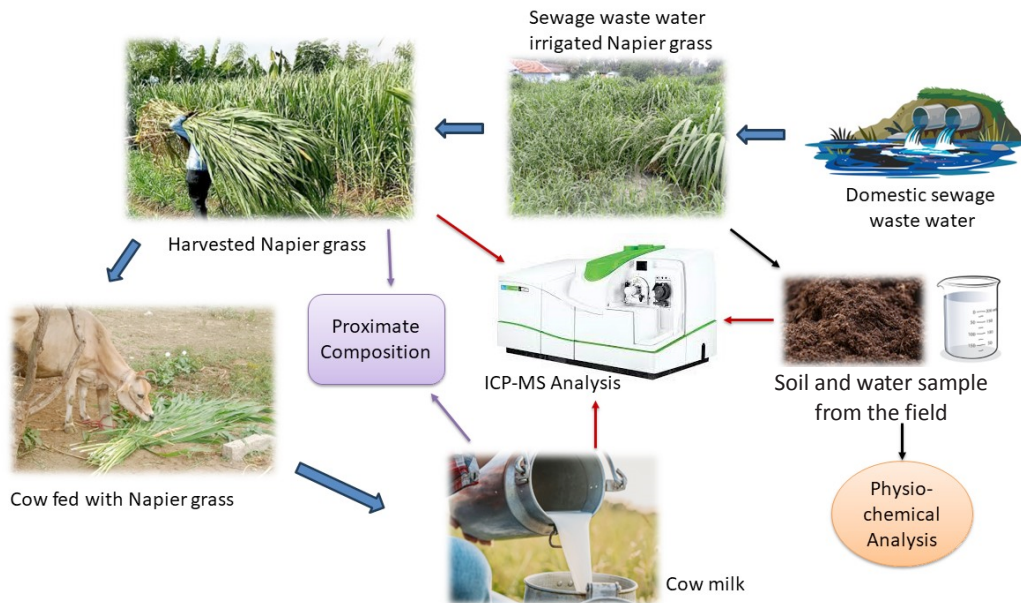 Sewage waste water
irrigated Napier grass
Domestic sewage
waste water
Harvested Napier grass
Proximate
Composition
ICP-MS Analysis
Soil and water sample
from the field
Cow fed with Napier grass
Physio-
chemical
Analysis
Cow milk